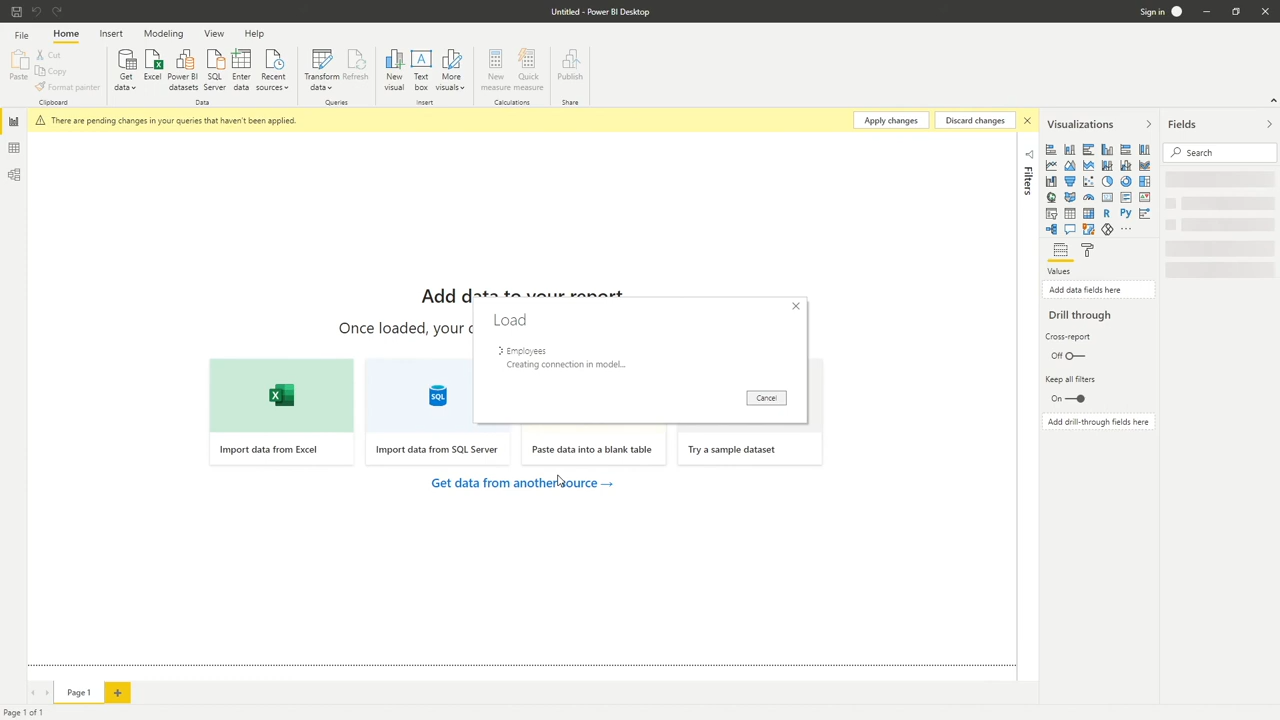 Untitled - Power BI Desktop
Sign in
File
Home
Insert
Modeling
View
Help
Paste
Cut
Copy
Format painter
Clipboard
Get data
Excel
Power BI datasets
SQL Server
Enter data
Recent sources
Data
Transform data
Refresh
Queries
New visual
Text box
More visuals
Insert
New measure
Quick measure
Calculations
Publish
Share
There are pending changes in your queries that haven't been applied.
Apply changes
Discard changes
Filters
Visualizations
R
Py
Values
Add data fields here
Drill through
Cross-report
Off
Keep all filters
On
Add drill-through fields here
Fields
Search
Add data to your report
Once loaded, your
Load
Employees
Creating connection in model...
Cancel
SQL
Import data from Excel
Import data from SQL Server
Paste data into a blank table
Try a sample dataset
Get data from another source →
Page 1
Page 1 of 1